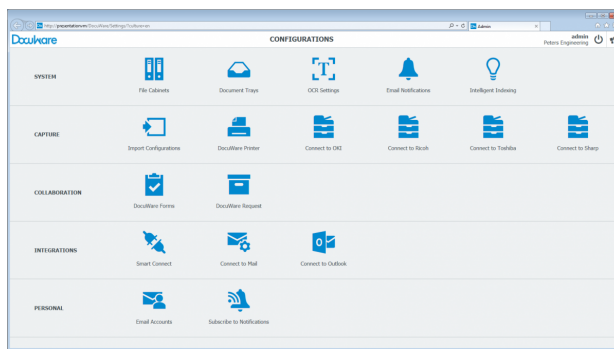 http://presentationvm/DocuWare/Settings/?culture=en
Admin
DocuWare
CONFIGURATIONS
admin
Peters Engineering
SYSTEM
File Cabinets
Document Trays
OCR Settings
Email Notifications
Intelligent Indexing
CAPTURE
Import Configurations
DocuWare Printer
Connect to OKI
Connect to Ricoh
Connect to Toshiba
Connect to Sharp
COLLABORATION
DocuWare Forms
DocuWare Request
INTEGRATIONS
Smart Connect
Connect to Mail
Connect to Outlook
PERSONAL
Email Accounts
Subscribe to Notifications